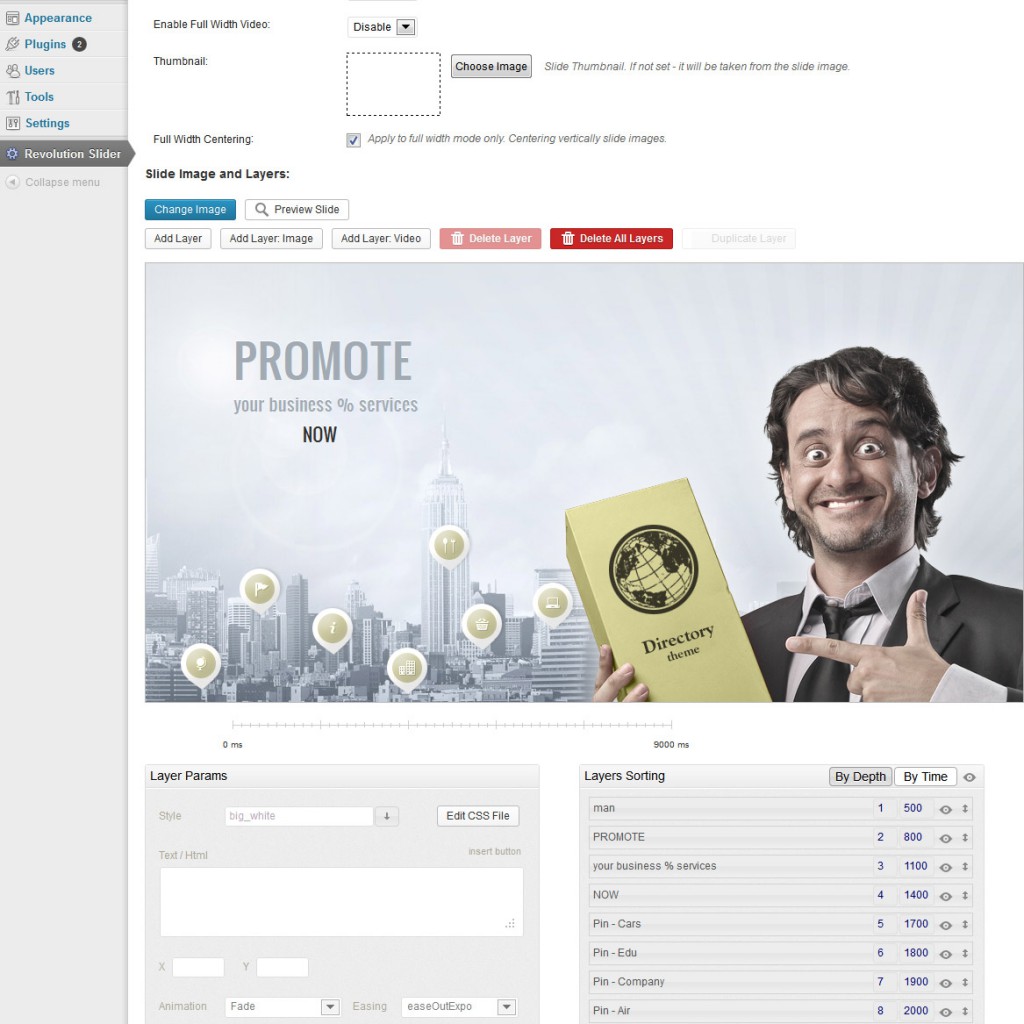 Appearance
Plugins 2
Users
Tools
Settings
Revolution Slider
Collapse menu
Enable Full Width Video:
Disable
Thumbnail:
Choose Image
Slide Thumbnail. If not set - it will be taken from the slide image.
Full Width Centering:
Apply to full width mode only. Centering vertically slide images.
Slide Image and Layers:
Change Image
Preview Slide
Add Layer
Add Layer: Image
Add Layer: Video
Delete Layer
Delete All Layers
Duplicate Layer
PROMOTE
your business % services
NOW
i
Directory
theme
0 ms
9000 ms
Layer Params
Style
big_white
Edit CSS File
Text / Html
insert button
X
Y
Animation
Fade
Easing
easeOutExpo
Layers Sorting
By Depth
By Time
man 1 500
PROMOTE 2 800
your business % services 3 1100
NOW 4 1400
Pin - Cars 5 1700
Pin - Edu 6 1800
Pin - Company 7 1900
Pin - Air 8 2000